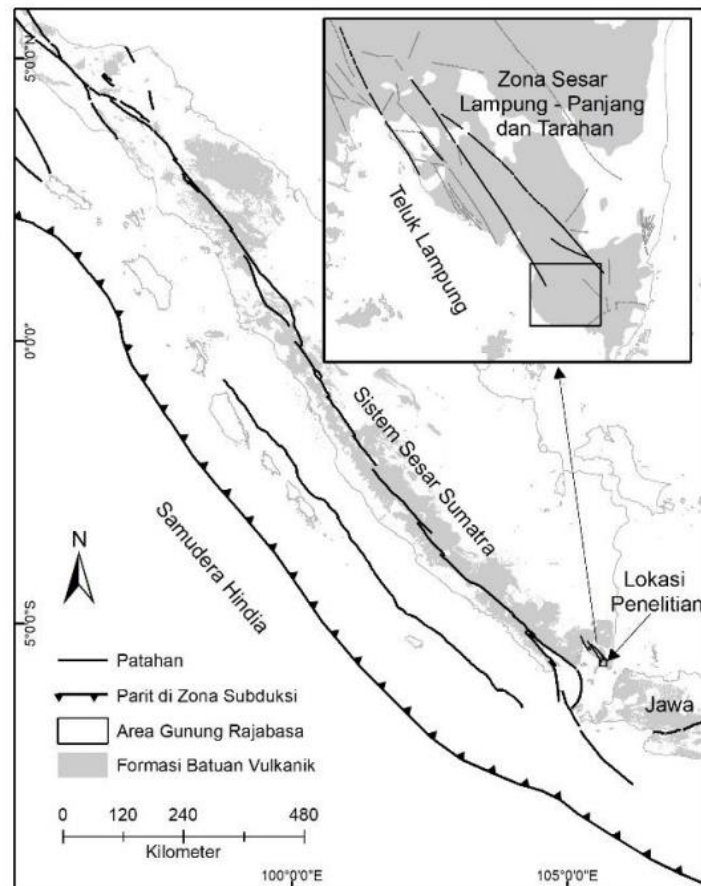 5°0'0"N
Zona Sesar
Lampung - Panjang
dan Tarahan
Teluk Lampung
0°0'0"
Sistem Sesar Sumatra
Samudera Hindia
N
Lokasi
Penelitian
5°0'0"S
Jawa
Patahan
Parit di Zona Subduksi
Area Gunung Rajabasa
Formasi Batuan Vulkanik
0 120 240 480
Kilometer
100°0'0"E 105°0'0"E